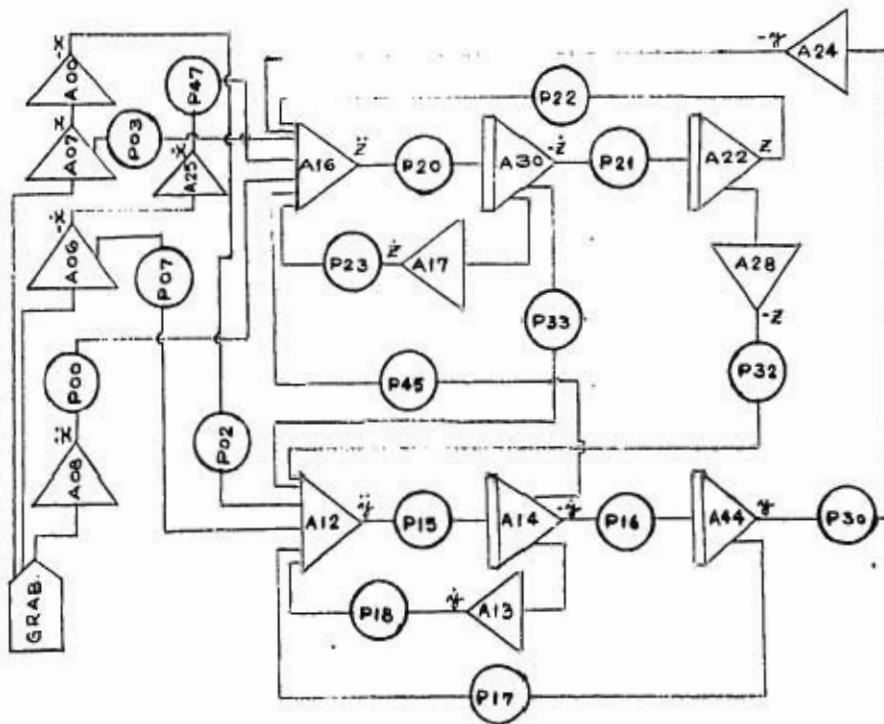 -x
A00
x
A07
P03
P47
ẋ
A25
-ẋ
A06
P07
P00
ẍ
A08
GRAB.
P02
-y
A24
P22
A16
z̈
P20
A30
-ż
P21
A22
z
P23
ż
A17
P33
A28
-z
P32
P45
A12
ÿ
P15
A14
-ẏ
P16
A44
y
P30
P18
ẏ
A13
P17